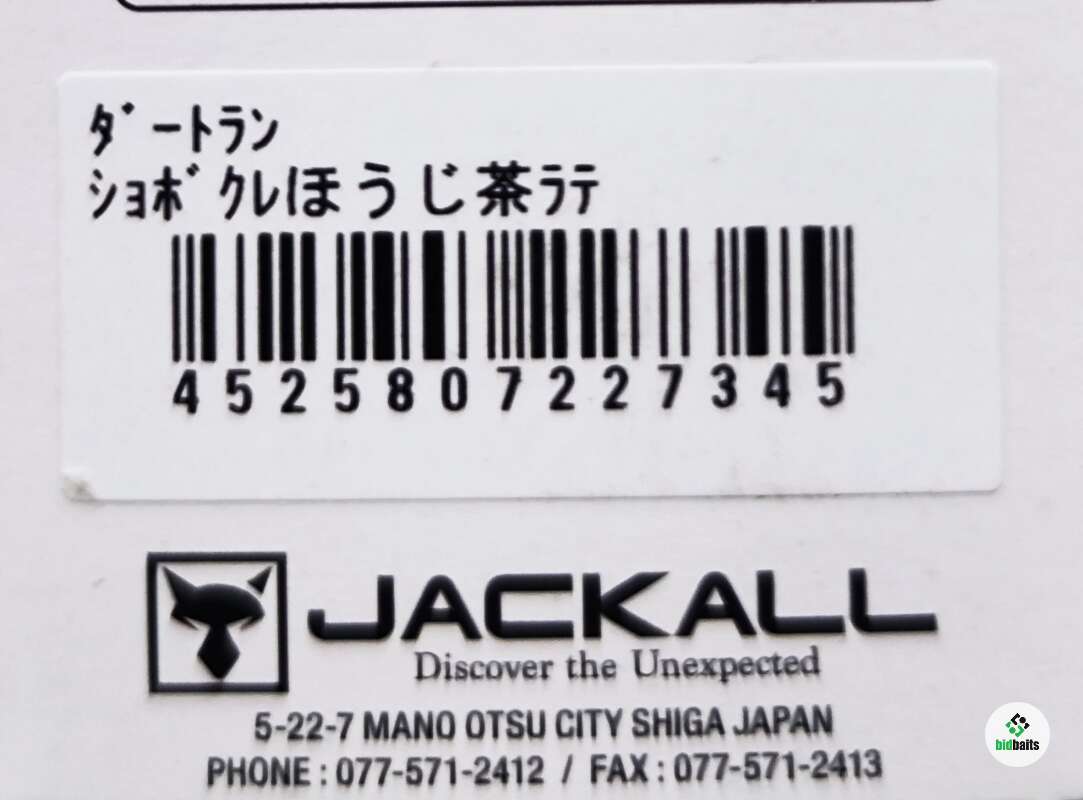 ﾀﾞｰﾄﾗﾝ
ｼｮﾎﾞｸﾚほうじ茶ﾗﾃ
4525807227345
JACKALL
Discover the Unexpected
5-22-7 MANO OTSU CITY SHIGA JAPAN
PHONE : 077-571-2412 / FAX : 077-571-2413
bidbaits